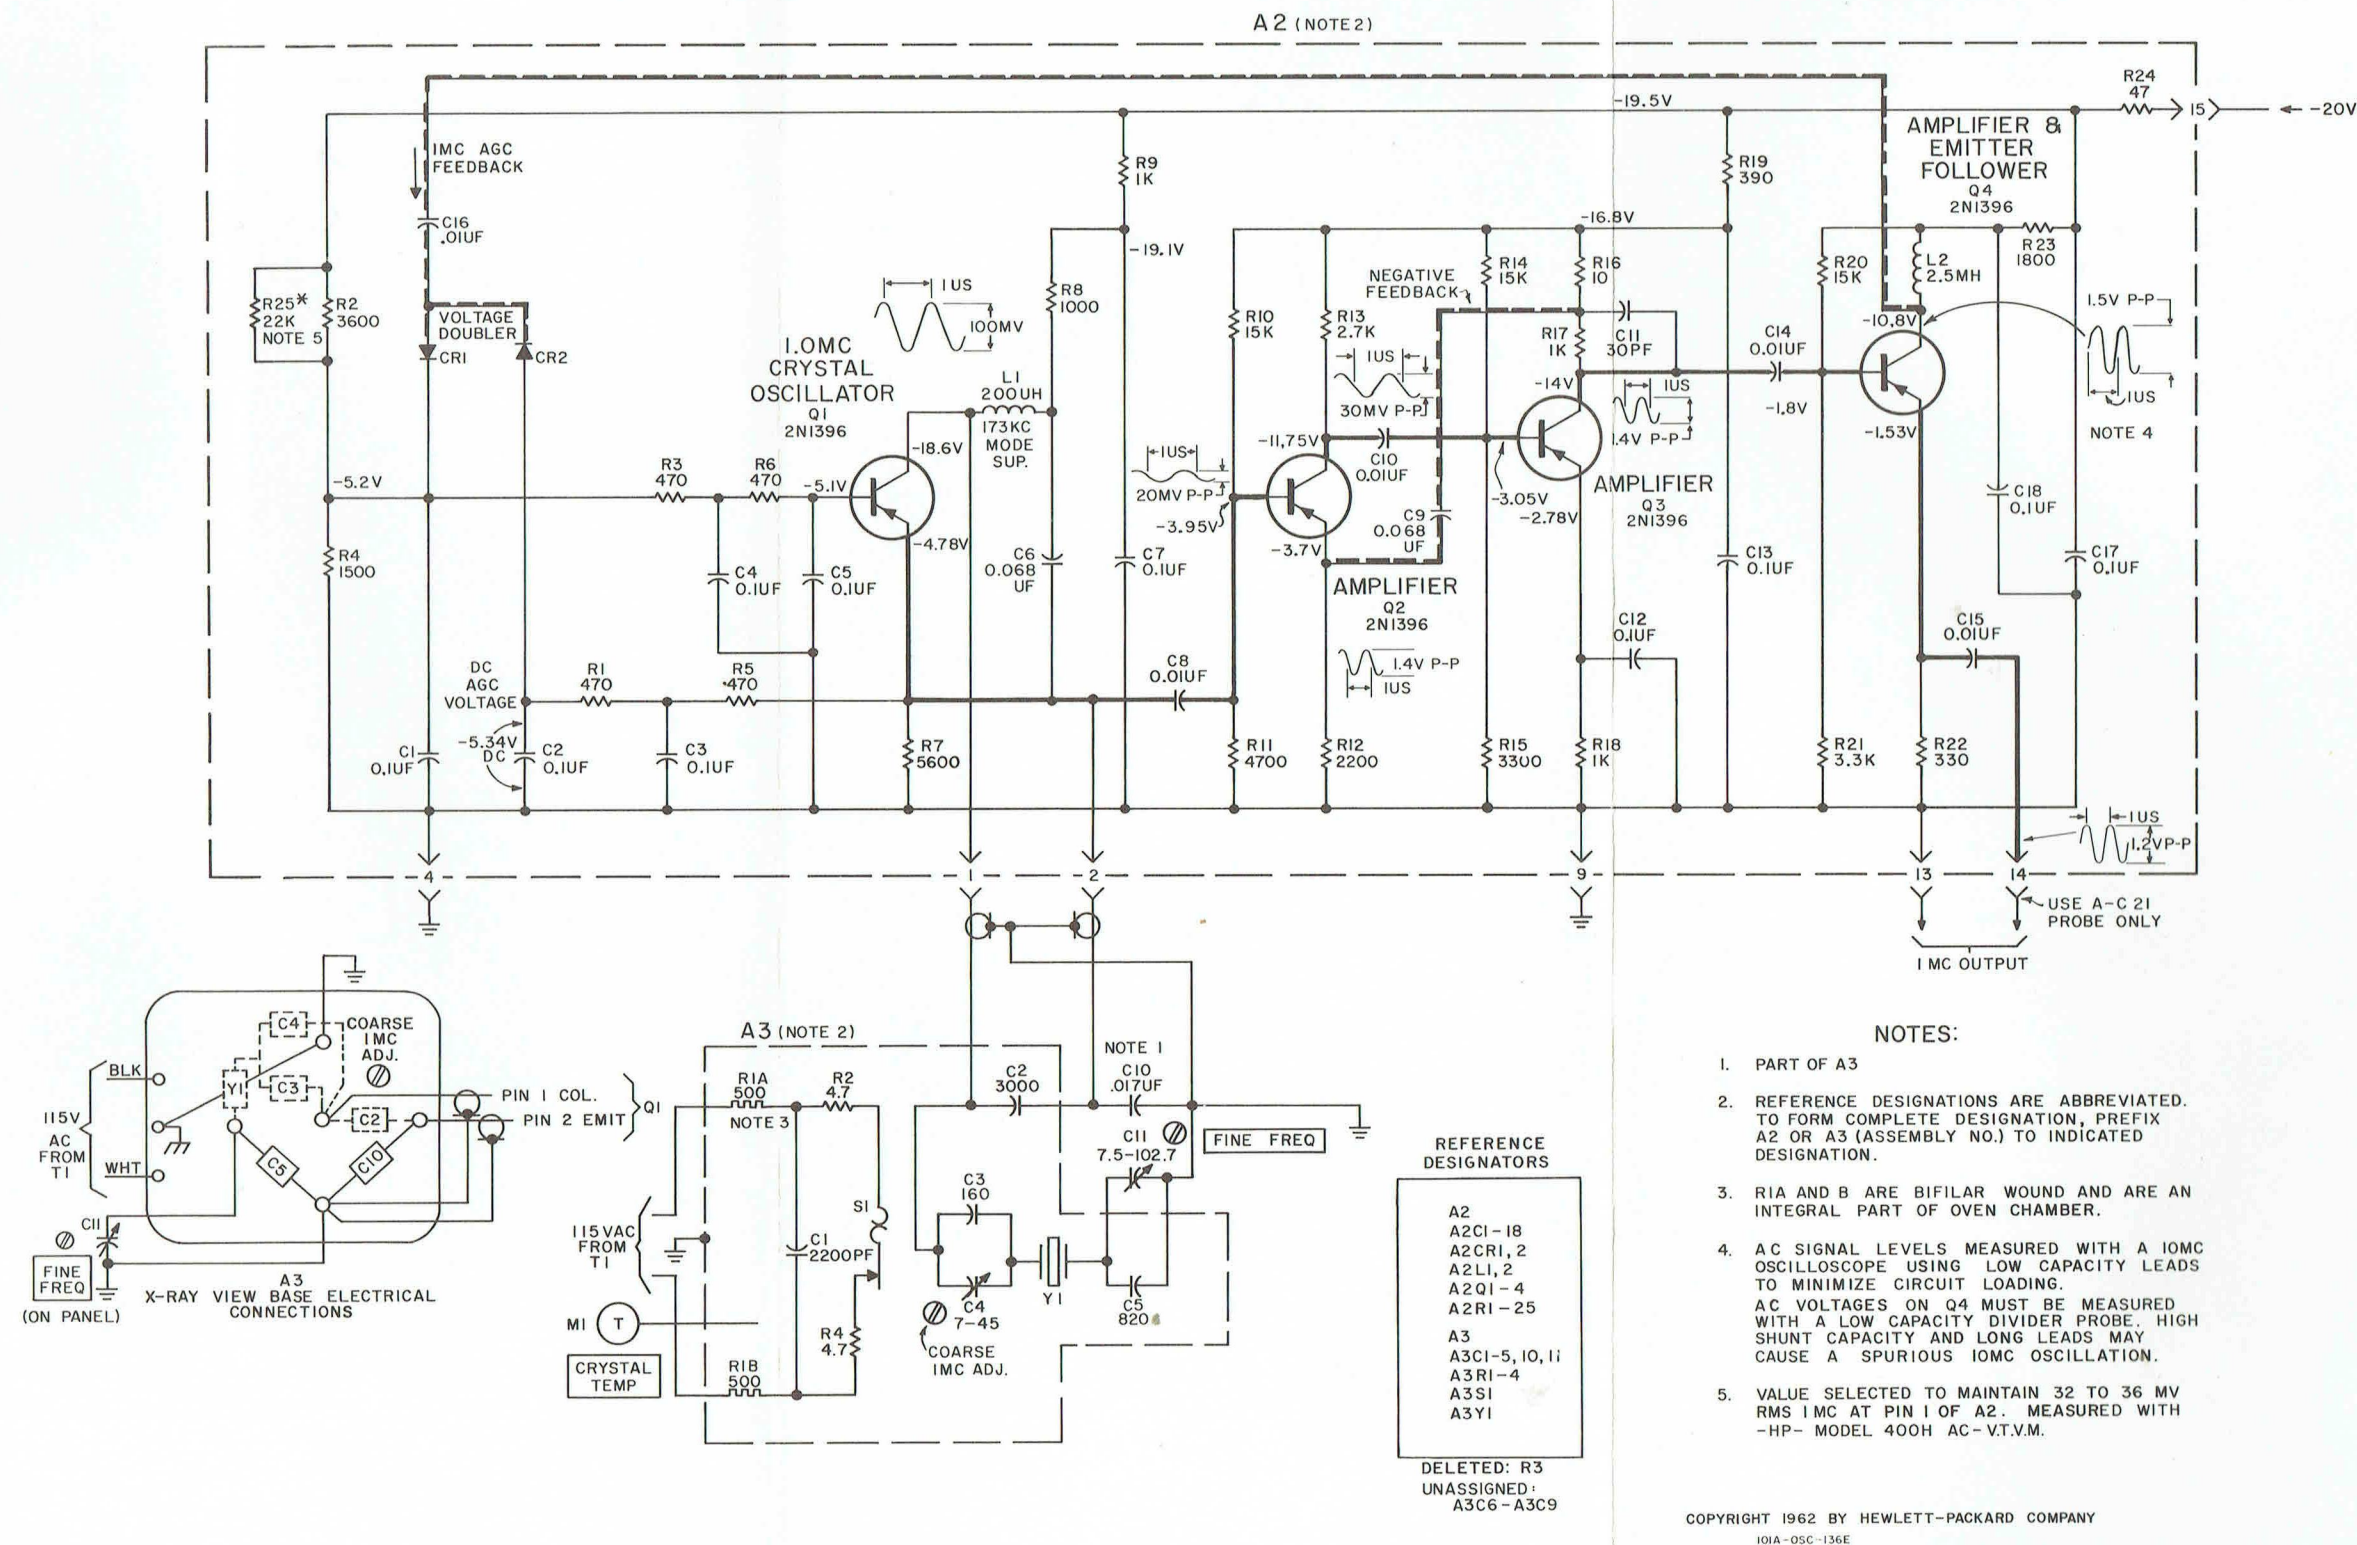 A2 (NOTE 2)
R24
47
15
-20V
-19.5V
1MC AGC
FEEDBACK
C16
.01UF
R9
1K
-19.1V
R19
390
AMPLIFIER &
EMITTER
FOLLOWER
Q4
2N1396
-16.8V
R23
1800
R25*
22K
NOTE 5
R2
3600
VOLTAGE
DOUBLER
CR1
CR2
1US
100MV
1.0MC
CRYSTAL
OSCILLATOR
Q1
2N1396
R8
1000
L1
200UH
173KC
MODE
SUP.
R10
15K
R13
2.7K
NEGATIVE
FEEDBACK
R14
15K
R16
10
R17
1K
C11
30PF
C14
0.01UF
R20
15K
L2
2.5MH
-10.8V
1.5V P-P
1US
NOTE 4
1US
30MV P-P
-14V
1US
1.4V P-P
-1.8V
-1.53V
-18.6V
-11,75V
C10
0.01UF
1US
20MV P-P
-3.95V
-5.2V
R3
470
R6
470
-5.1V
-4.78V
-3.7V
C9
0.068
UF
-3.05V
-2.78V
AMPLIFIER
Q3
2N1396
C18
0.1UF
R4
1500
C4
0.1UF
C5
0.1UF
C6
0.068
UF
C7
0.1UF
AMPLIFIER
Q2
2N1396
1.4V P-P
1US
C13
0.1UF
C17
0.1UF
C12
0.1UF
C15
0.01UF
DC
AGC
VOLTAGE
R1
470
R5
470
C8
0.01UF
-5.34V
DC
C1
0.1UF
C2
0.1UF
C3
0.1UF
R7
5600
R11
4700
R12
2200
R15
3300
R18
1K
R21
3.3K
R22
330
1US
1.2VP-P
4
1
2
9
13
14
USE A-C 21
PROBE ONLY
1 MC OUTPUT
C4
COARSE
1MC
ADJ.
BLK
Y1
C3
PIN 1 COL.
C2
PIN 2 EMIT
Q1
115V
AC
FROM
T1
WHT
C5
C10
C11
FINE
FREQ
(ON PANEL)
A3
X-RAY VIEW BASE ELECTRICAL
CONNECTIONS
A3 (NOTE 2)
R1A
500
NOTE 3
R2
4.7
C2
3000
NOTE 1
C10
.017UF
C11
7.5-102.7
FINE FREQ
115VAC
FROM
T1
S1
C1
2200PF
C3
160
C4
7-45
COARSE
1MC ADJ.
Y1
C5
820
M1
T
CRYSTAL
TEMP
R4
4.7
R1B
500
REFERENCE
DESIGNATORS
A2
A2C1-18
A2CR1, 2
A2L1, 2
A2Q1-4
A2R1-25
A3
A3C1-5, 10, 11
A3R1-4
A3S1
A3Y1
DELETED: R3
UNASSIGNED:
A3C6-A3C9
NOTES:
1. PART OF A3
2. REFERENCE DESIGNATIONS ARE ABBREVIATED.
TO FORM COMPLETE DESIGNATION, PREFIX
A2 OR A3 (ASSEMBLY NO.) TO INDICATED
DESIGNATION.
3. R1A AND B ARE BIFILAR WOUND AND ARE AN
INTEGRAL PART OF OVEN CHAMBER.
4. AC SIGNAL LEVELS MEASURED WITH A 10MC
OSCILLOSCOPE USING LOW CAPACITY LEADS
TO MINIMIZE CIRCUIT LOADING.
AC VOLTAGES ON Q4 MUST BE MEASURED
WITH A LOW CAPACITY DIVIDER PROBE. HIGH
SHUNT CAPACITY AND LONG LEADS MAY
CAUSE A SPURIOUS 10MC OSCILLATION.
5. VALUE SELECTED TO MAINTAIN 32 TO 36 MV
RMS 1MC AT PIN 1 OF A2. MEASURED WITH
-HP- MODEL 400H AC-V.T.V.M.
COPYRIGHT 1962 BY HEWLETT-PACKARD COMPANY
101A-OSC-136E